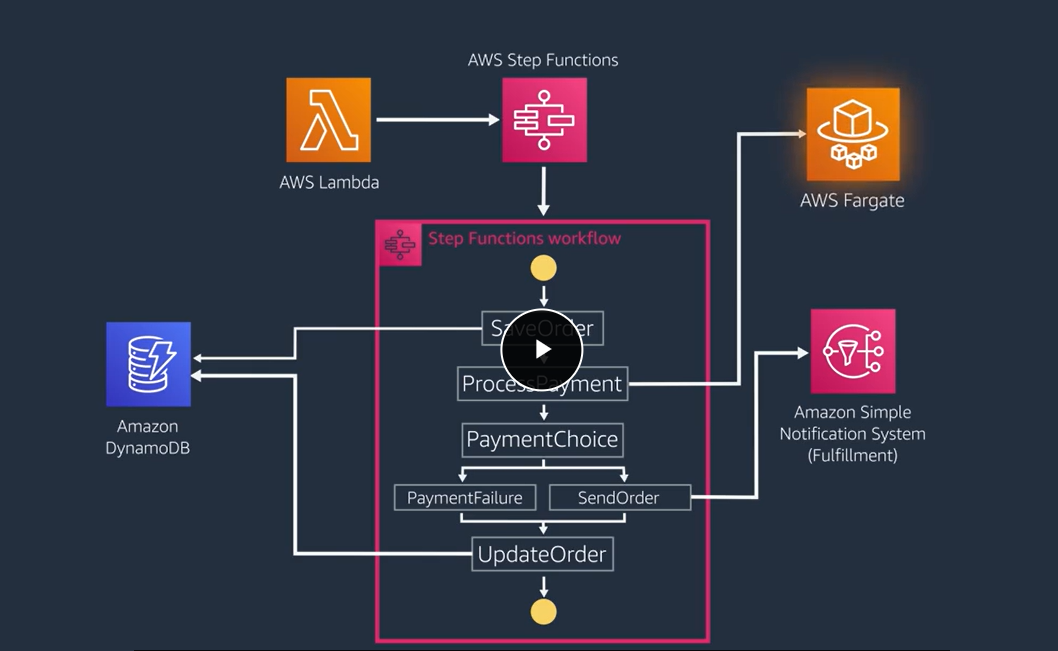 AWS Step Functions
AWS Lambda
AWS Fargate
Step Functions workflow
SaveOrder
ProcessPayment
Amazon
DynamoDB
PaymentChoice
Amazon Simple
Notification System
(Fulfillment)
PaymentFailure
SendOrder
UpdateOrder